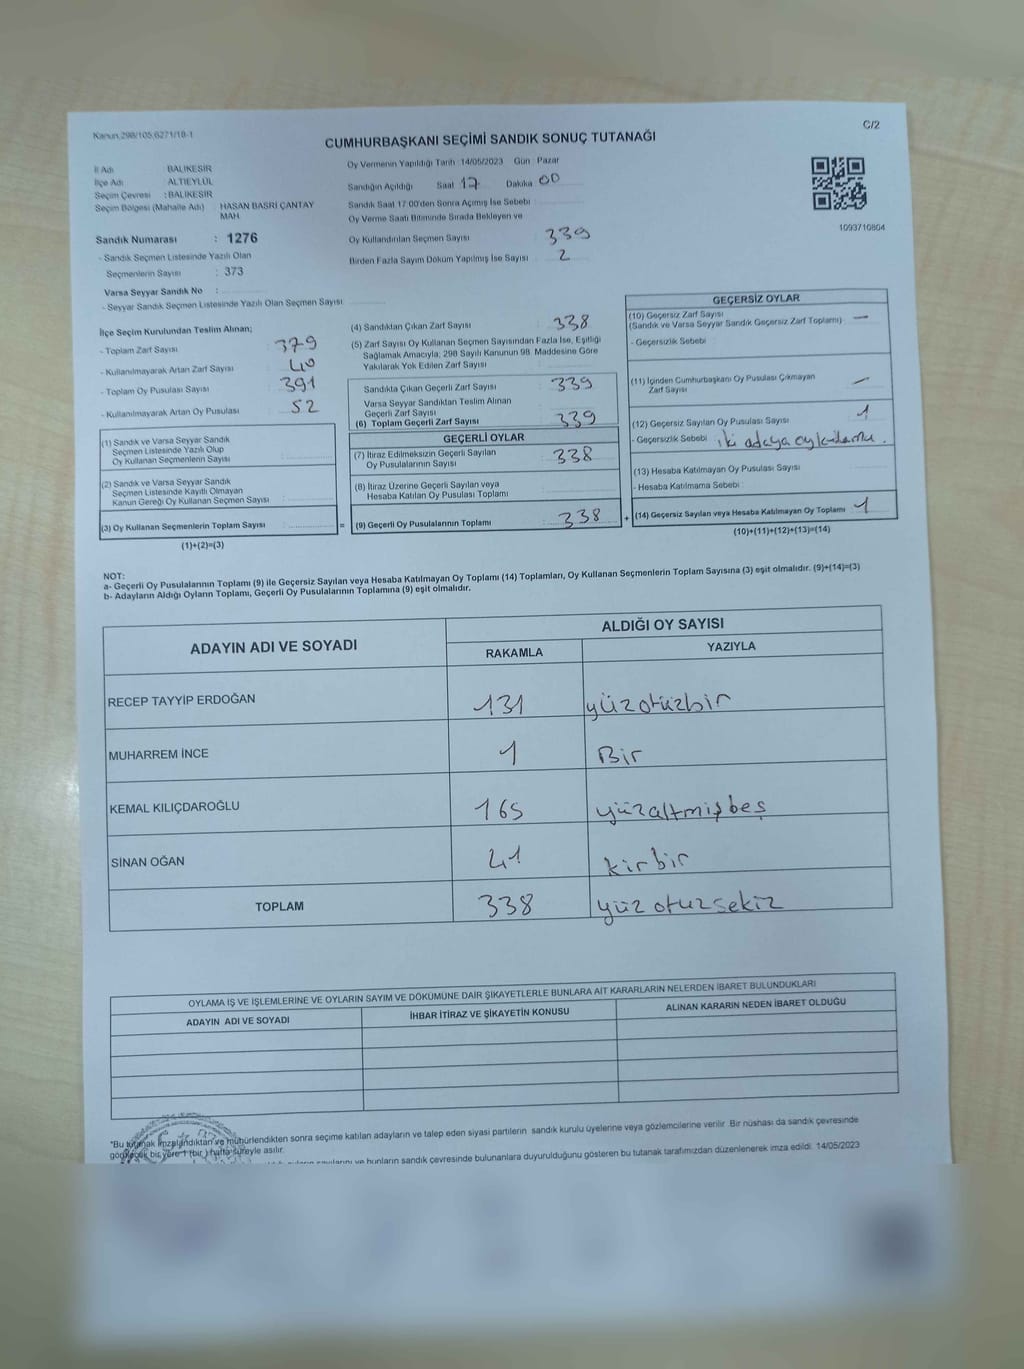 Kanun.298/105,6271/18-1
C/2
CUMHURBAŞKANI SEÇİMİ SANDIK SONUÇ TUTANAĞI
İl Adı BALIKESİR
İlçe Adı ALTIEYLÜL
Seçim Çevresi : BALIKESİR
Seçim Bölgesi (Mahalle Adı) HASAN BASRİ ÇANTAY
MAH.
Sandık Numarası : 1276
- Sandık Seçmen Listesinde Yazılı Olan
Seçmenlerin Sayısı : 373
Varsa Seyyar Sandık No :
- Seyyar Sandık Seçmen Listesinde Yazılı Olan Seçmen Sayısı
Oy Vermenin Yapıldığı Tarih :14/05/2023 Gün : Pazar
Sandığın Açıldığı Saat 17 Dakika 00
Sandık Saat 17:00'den Sonra Açımış İse Sebebi
Oy Verme Saati Bitiminde Sırada Bekleyen ve
Oy Kullandırılan Seçmen Sayısı 339
Birden Fazla Sayım Döküm Yapılmış İse Sayısı 2
1093710804
İlçe Seçim Kurulundan Teslim Alınan;
- Toplam Zarf Sayısı 379
- Kullanılmayarak Artan Zarf Sayısı 40
- Toplam Oy Pusulası Sayısı 391
- Kullanılmayarak Artan Oy Pusulası 52
(1) Sandık ve Varsa Seyyar Sandık
Seçmen Listesinde Yazılı Olup
Oy Kullanan Seçmenlerin Sayısı :
(2) Sandık ve Varsa Seyyar Sandık
Seçmen Listesinde Kayıtlı Olmayan
Kanun Gereği Oy Kullanan Seçmen Sayısı :
(3) Oy Kullanan Seçmenlerin Toplam Sayısı : =
(1)+(2)=(3)
(4) Sandıktan Çıkan Zarf Sayısı : 338
(5) Zarf Sayısı Oy Kullanan Seçmen Sayısından Fazla İse, Eşitliği
Sağlamak Amacıyla, 298 Sayılı Kanunun 98. Maddesine Göre
Yakılarak Yok Edilen Zarf Sayısı :
Sandıkta Çıkan Geçerli Zarf Sayısı : 339
Varsa Seyyar Sandıktan Teslim Alınan
Geçerli Zarf Sayısı
(6) Toplam Geçerli Zarf Sayısı : 339
GEÇERLİ OYLAR
(7) İtiraz Edilmeksizin Geçerli Sayılan
Oy Pusulalarının Sayısı : 338
(8) İtiraz Üzerine Geçerli Sayılan veya
Hesaba Katılan Oy Pusulası Toplamı :
(9) Geçerli Oy Pusulalarının Toplamı : 338 +
GEÇERSİZ OYLAR
(10) Geçersiz Zarf Sayısı
(Sandık ve Varsa Seyyar Sandık Geçersiz Zarf Toplamı) : —
- Geçersizlik Sebebi :
(11) İçinden Cumhurbaşkanı Oy Pusulası Çıkmayan
Zarf Sayısı —
(12) Geçersiz Sayılan Oy Pusulası Sayısı 1
- Geçersizlik Sebebi : iki adaya
(13) Hesaba Katılmayan Oy Pusulası Sayısı
- Hesaba Katılmama Sebebi :
(14) Geçersiz Sayılan veya Hesaba Katılmayan Oy Toplamı : 1
(10)+(11)+(12)+(13)=(14)
NOT:
a- Geçerli Oy Pusulalarının Toplamı (9) ile Geçersiz Sayılan veya Hesaba Katılmayan Oy Toplamı (14) Toplamları, Oy Kullanan Seçmenlerin Toplam Sayısına (3) eşit olmalıdır. (9)+(14)=(3)
b- Adayların Aldığı Oyların Toplamı, Geçerli Oy Pusulalarının Toplamına (9) eşit olmalıdır.
ADAYIN ADI VE SOYADI ALDIĞI OY SAYISI
RAKAMLA YAZIYLA
RECEP TAYYİP ERDOĞAN 131 yüzotüzbir
MUHARREM İNCE 1 Bir
KEMAL KILIÇDAROĞLU 165 yüzaltmişbeş
SİNAN OĞAN 41 kirbir
TOPLAM 338 yüz otuzsekiz
OYLAMA İŞ VE İŞLEMLERİNE VE OYLARIN SAYIM VE DÖKÜMÜNE DAİR ŞİKAYETLERLE BUNLARA AİT KARARLARIN NELERDEN İBARET BULUNDUKLARI
ADAYIN ADI VE SOYADI İHBAR İTİRAZ VE ŞİKAYETİN KONUSU ALINAN KARARIN NEDEN İBARET OLDUĞU
*Bu tutanak imzalandıktan ve mühürlendikten sonra seçime katılan adayların ve talep eden siyasi partilerin sandık kurulu üyelerine veya gözlemcilerine verilir. Bir nüshası da sandık çevresinde
görülecek bir yere 1 (bir ) hafta süreyle asılır.
bunların sandık çevresinde bulunanlara duyurulduğunu gösteren bu tutanak tarafımızdan düzenlenerek imza edildi. 14/05/2023